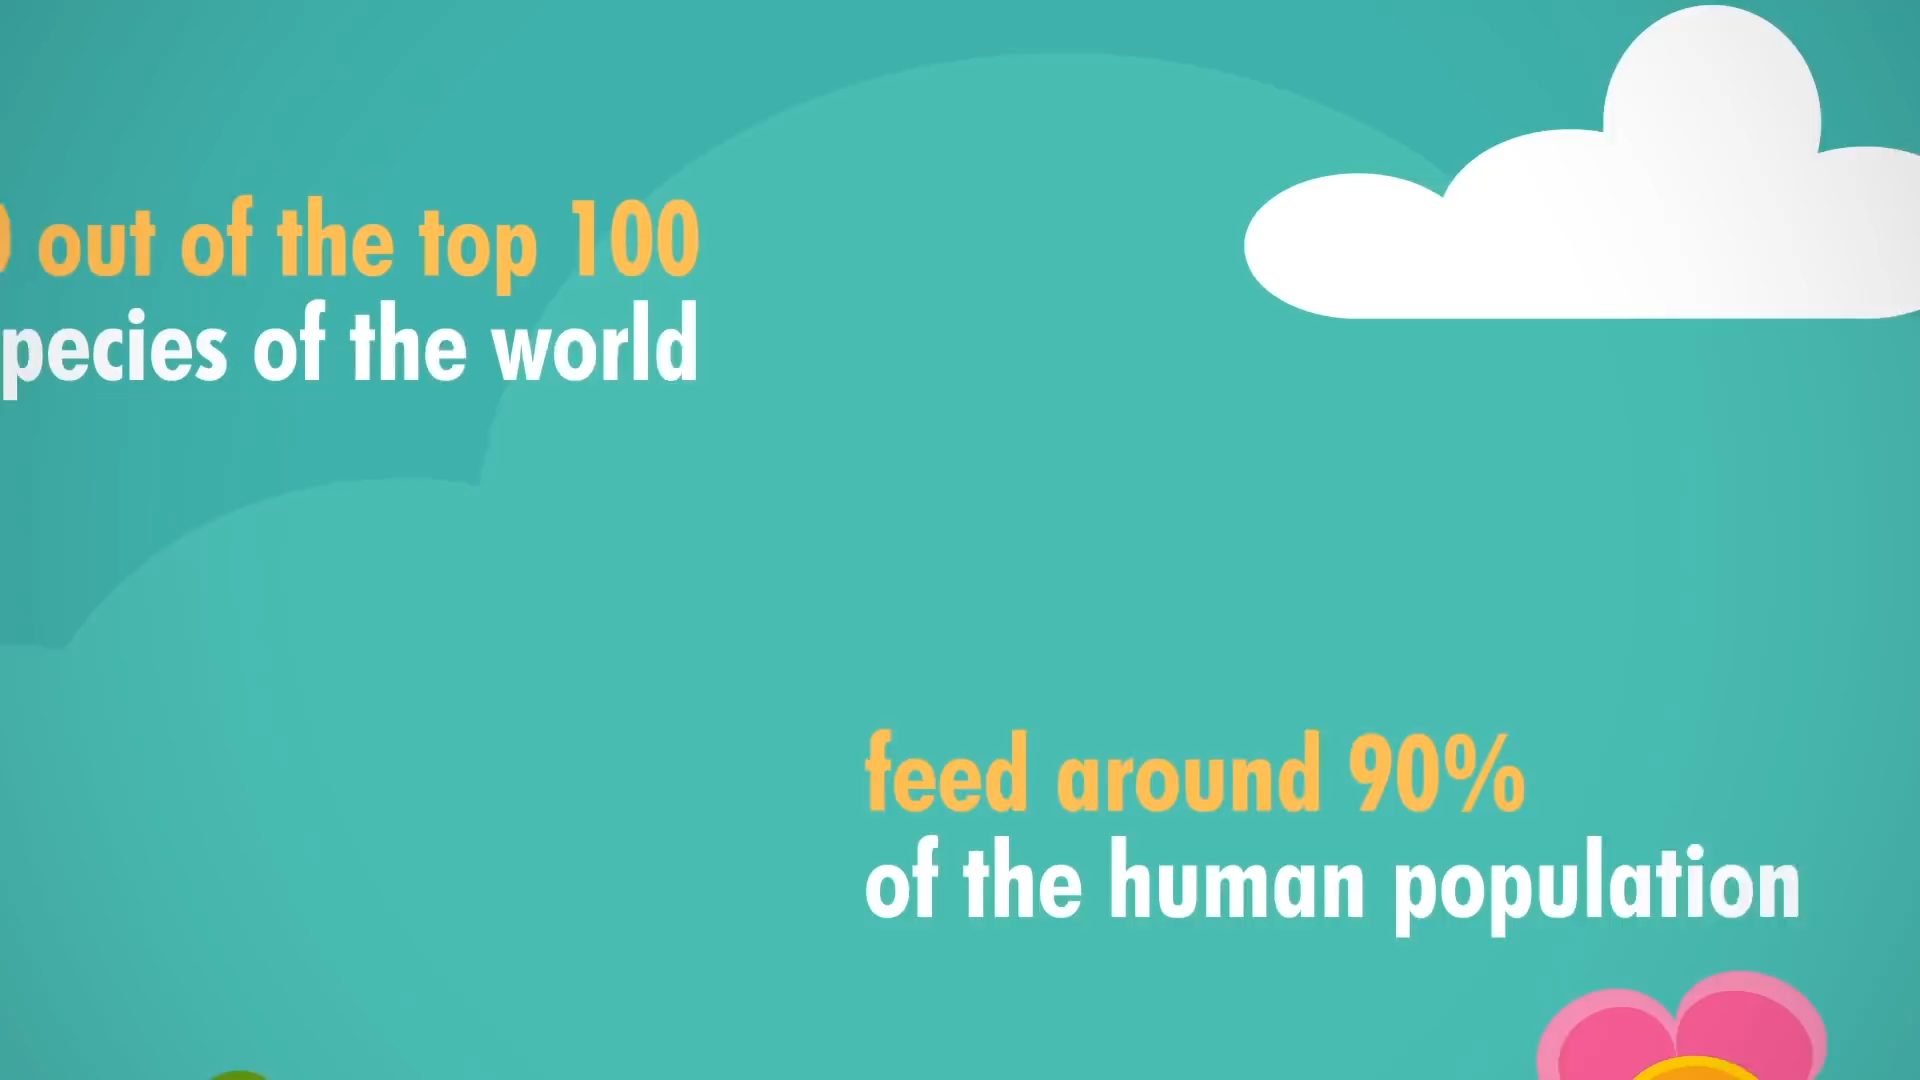 out of the top 100
of the world
feed around 90%
of the human population